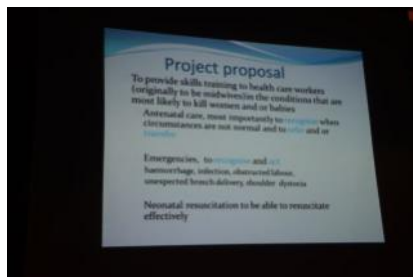 Project proposal
To provide skills training to health care workers
(originally to be midwives)in the conditions that are
most likely to kill women and or babies
Antenatal care, most importantly to recognise when
circumstances are not normal and to refer and or
transfer
Emergencies, to recognise and act
haemorrhage, infection, obstructed labour,
unexpected breech delivery, shoulder dystocia
Neonatal resuscitation to be able to resuscitate
effectively